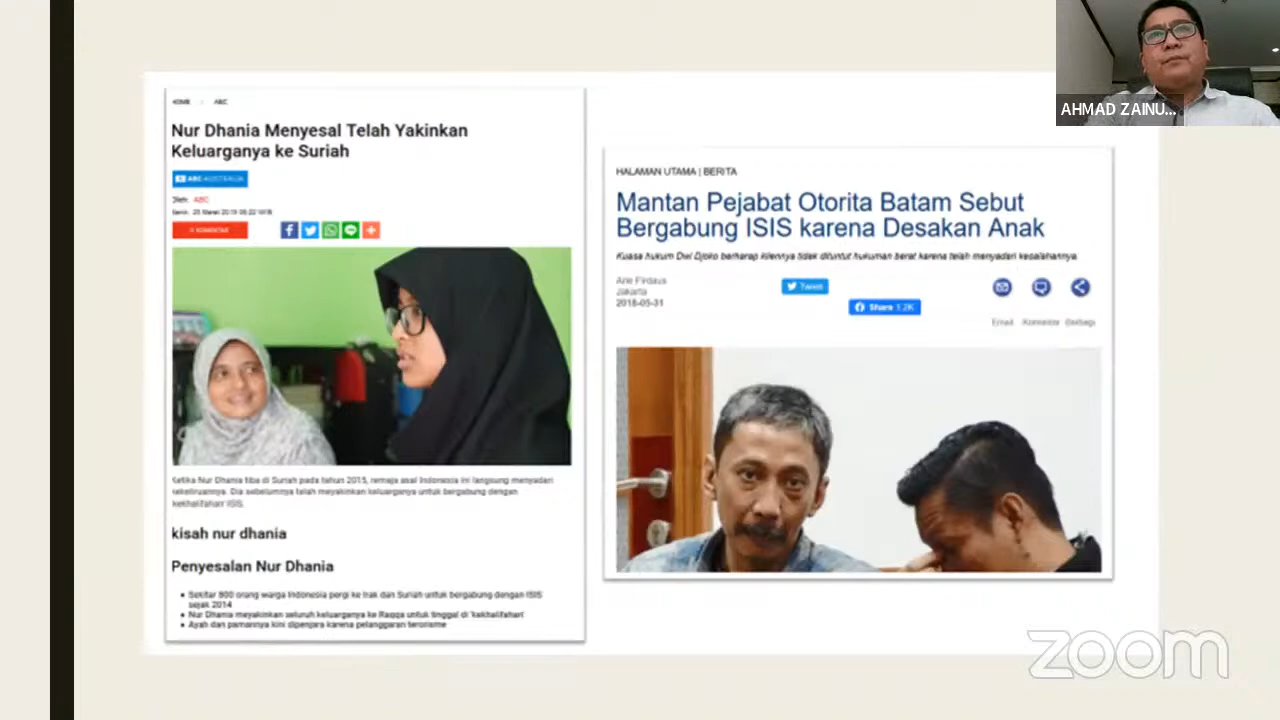 HOME ABC
Nur Dhania Menyesal Telah Yakinkan
Keluarganya ke Suriah
ABC AUSTRALIA
Oleh: ABC
0 KOMENTAR
Ketika Nur Dhania tiba di Suriah pada tahun 2015, remaja asal Indonesia ini langsung menyadari
kekeliruannya. Dia sebelumnya telah meyakinkan keluarganya untuk bergabung dengan
kekhalifahan ISIS.
kisah nur dhania
Penyesalan Nur Dhania
Sekitar 800 orang warga Indonesia pergi ke Irak dan Suriah untuk bergabung dengan ISIS
sejak 2014
Nur Dhania meyakinkan seluruh keluarganya ke Raqqa untuk tinggal di 'kekhalifahan'
Ayah dan pamannya kini dipenjara karena pelanggaran terorisme
HALAMAN UTAMA | BERITA
Mantan Pejabat Otorita Batam Sebut
Bergabung ISIS karena Desakan Anak
Kuasa hukum Dwi Djoko berharap kliennya tidak dituntut hukuman berat karena telah menyadari kesalahannya.
Arie Firdaus
Jakarta
2018-05-31
Tweet
Share 1.2K
Email Komentar Berbagi
AHMAD ZAINU...
zoom